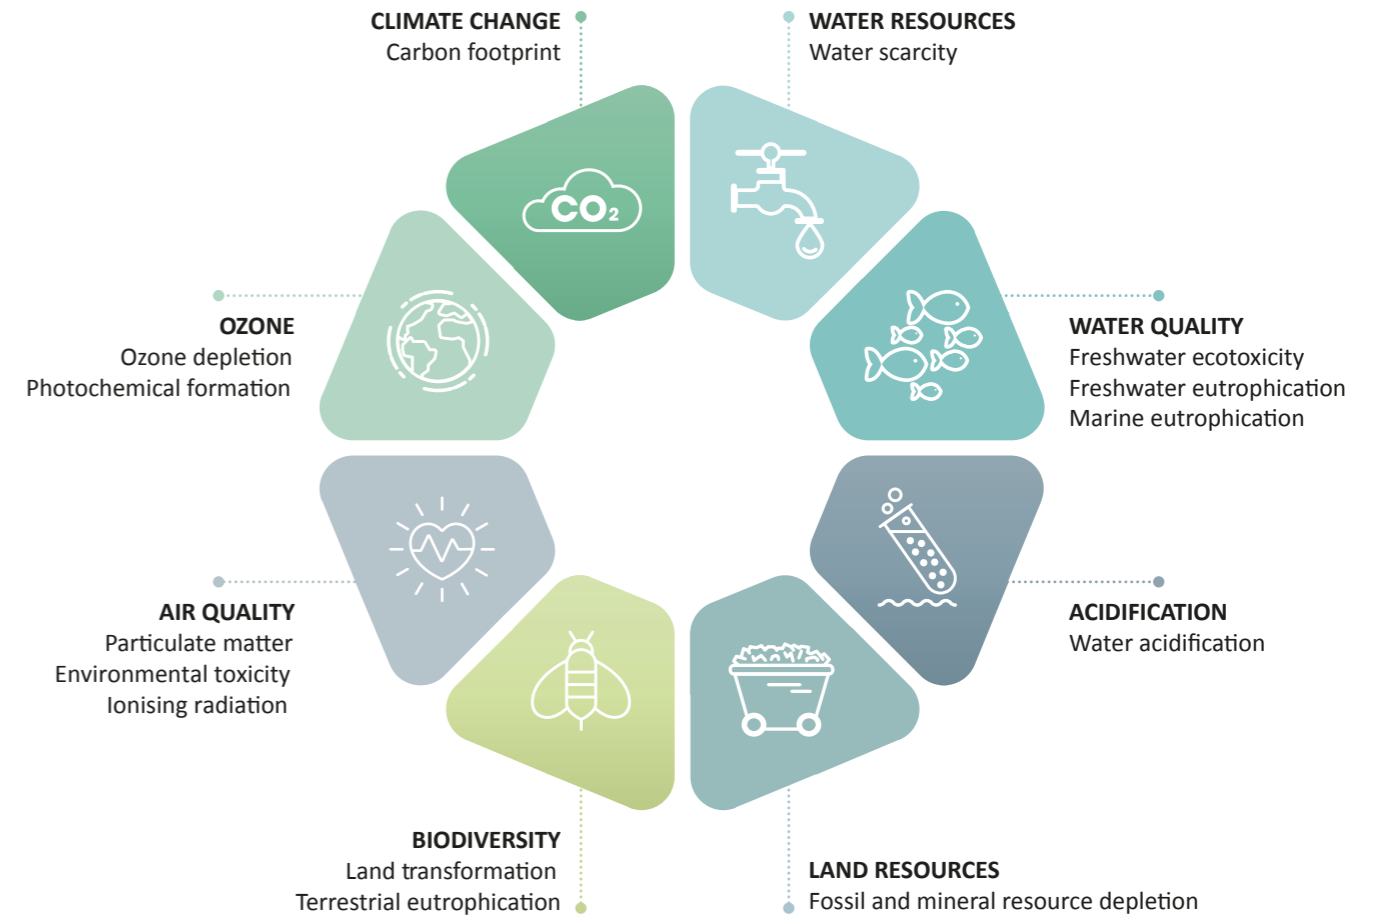 CLIMATE CHANGE
Carbon footprint
WATER RESOURCES
Water scarcity
CO₂
OZONE
Ozone depletion
Photochemical formation
WATER QUALITY
Freshwater ecotoxicity
Freshwater eutrophication
Marine eutrophication
AIR QUALITY
Particulate matter
Environmental toxicity
Ionising radiation
ACIDIFICATION
Water acidification
BIODIVERSITY
Land transformation
Terrestrial eutrophication
LAND RESOURCES
Fossil and mineral resource depletion